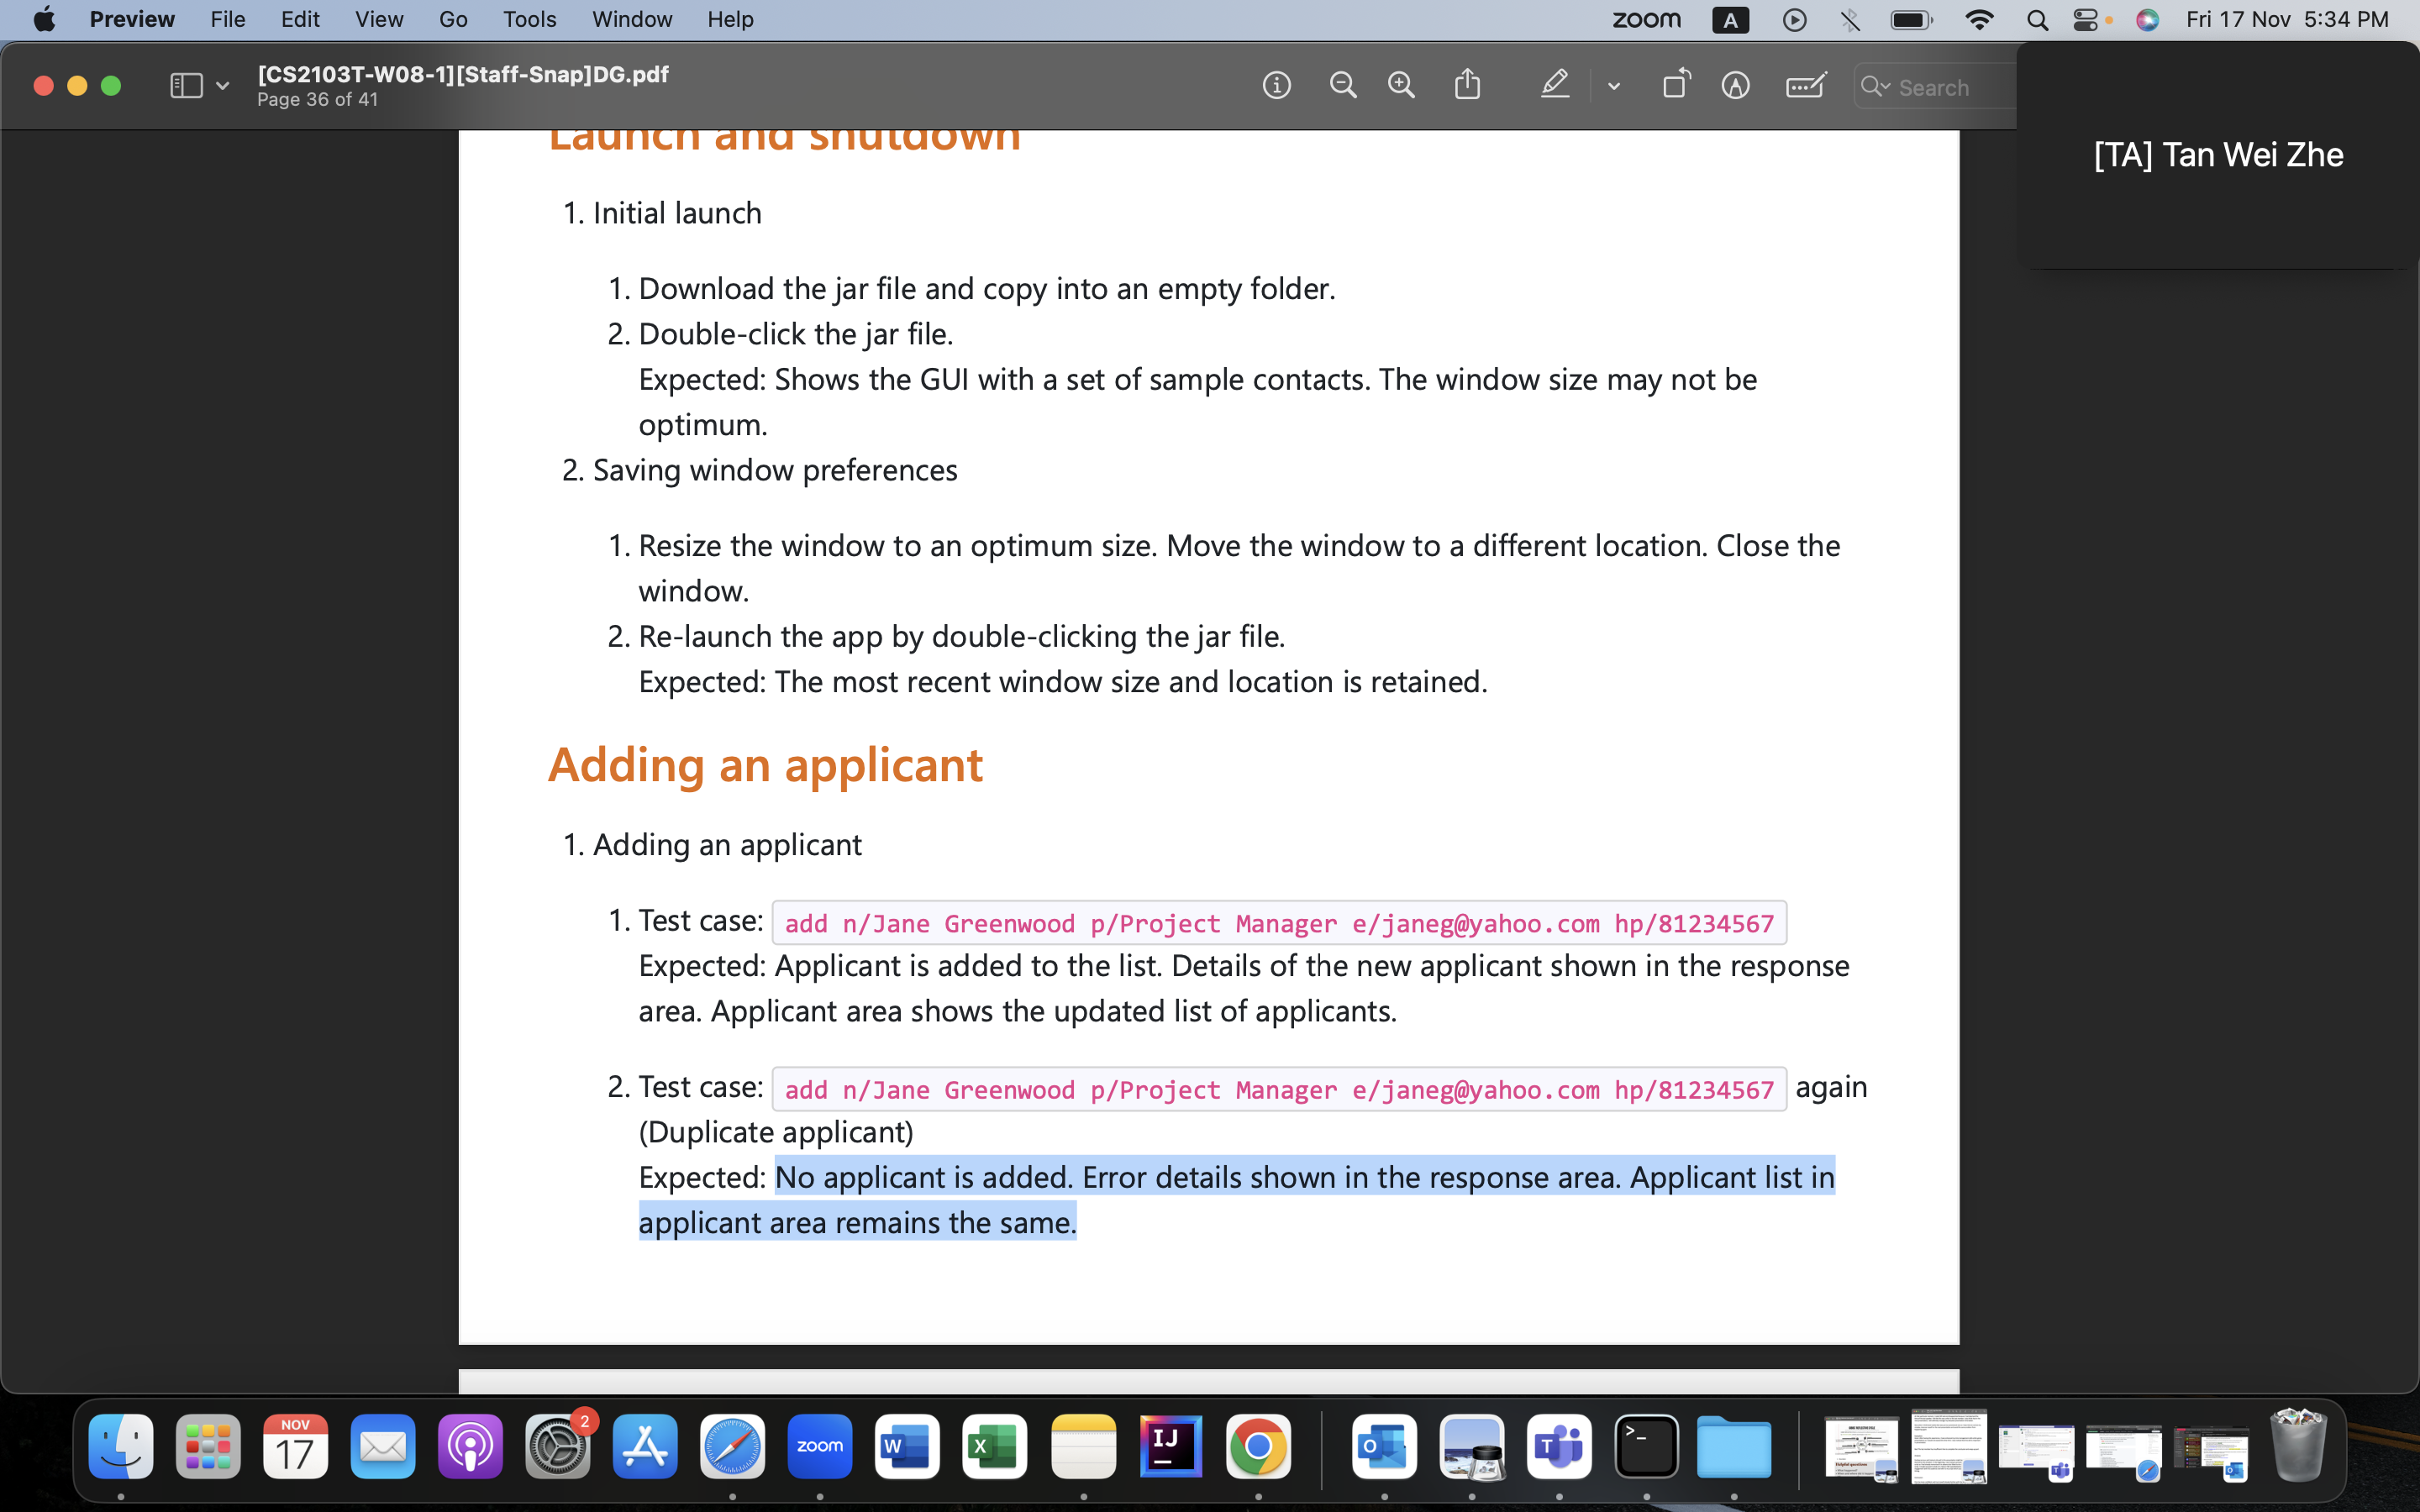 Preview File Edit View Go Tools Window Help zoom A Fri 17 Nov 5:34 PM
[CS2103T-W08-1][Staff-Snap]DG.pdf
Page 36 of 41
Search
[TA] Tan Wei Zhe
Launch and shutdown
1. Initial launch
1. Download the jar file and copy into an empty folder.
2. Double-click the jar file.
Expected: Shows the GUI with a set of sample contacts. The window size may not be
optimum.
2. Saving window preferences
1. Resize the window to an optimum size. Move the window to a different location. Close the
window.
2. Re-launch the app by double-clicking the jar file.
Expected: The most recent window size and location is retained.
Adding an applicant
1. Adding an applicant
1. Test case: add n/Jane Greenwood p/Project Manager e/janeg@yahoo.com hp/81234567
Expected: Applicant is added to the list. Details of the new applicant shown in the response
area. Applicant area shows the updated list of applicants.
2. Test case: add n/Jane Greenwood p/Project Manager e/janeg@yahoo.com hp/81234567 again
(Duplicate applicant)
Expected: No applicant is added. Error details shown in the response area. Applicant list in
applicant area remains the same.
NOV
17
2
zoom
W
X
IJ
O
T
>_